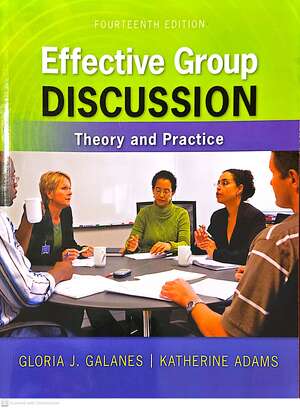 FOURTEENTH EDITION
Effective Group
DISCUSSION
Theory and Practice
GLORIA J. GALANES | KATHERINE ADAMS